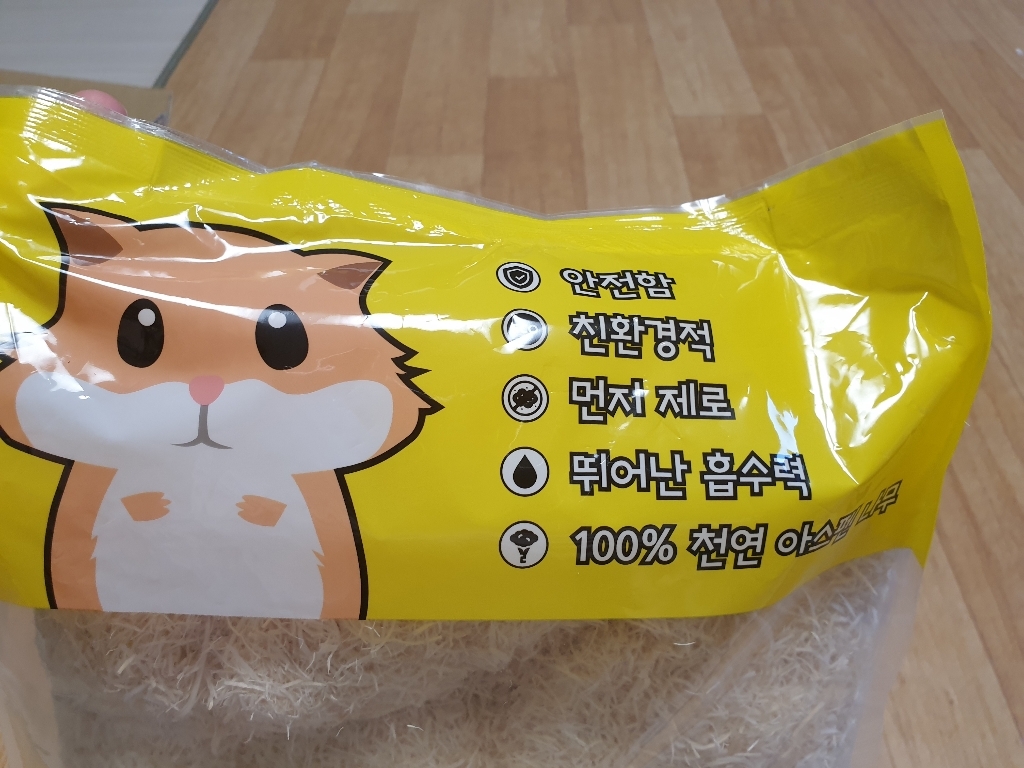 안전함
친환경적
먼지 제로
뛰어난 흡수력
100% 천연 아스펜 나무